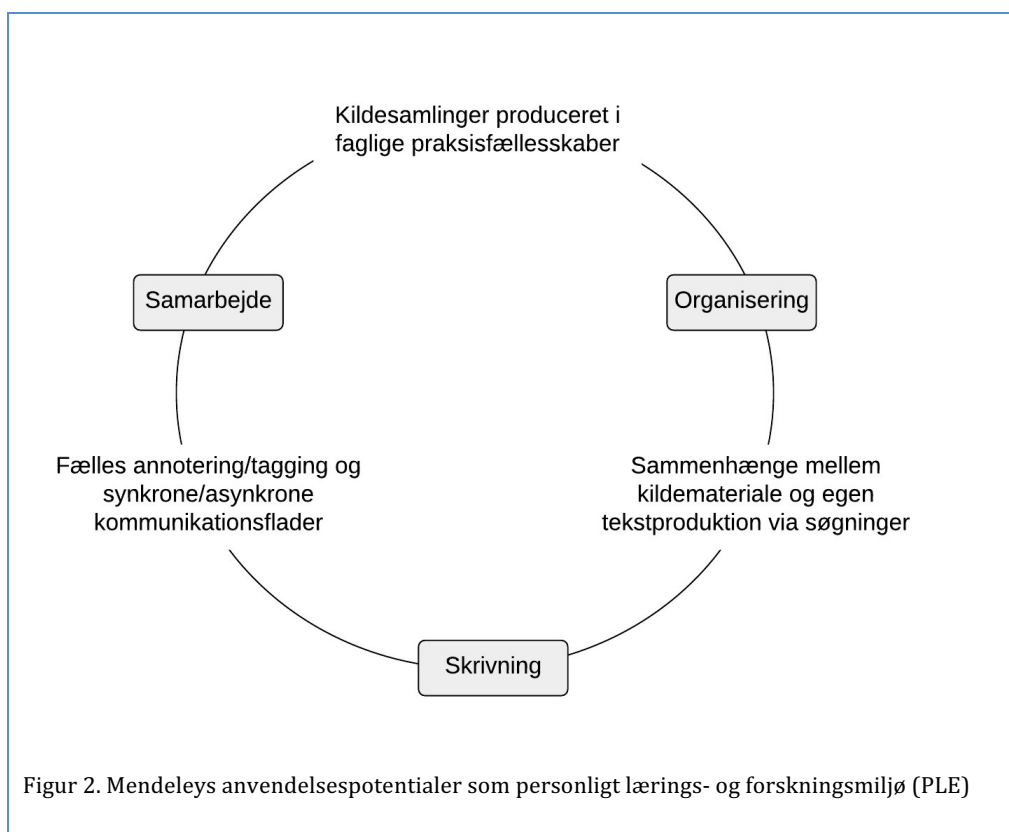 Kildesamlinger produceret i
faglige praksisfællesskaber
Samarbejde
Organisering
Fælles annotering/tagging og
synkrone/asynkrone
kommunikationsflader
Sammenhænge mellem
kildemateriale og egen
tekstproduktion via søgninger
Skrivning
Figur 2. Mendeleys anvendelsespotentialer som personligt lærings- og forskningsmiljø (PLE)